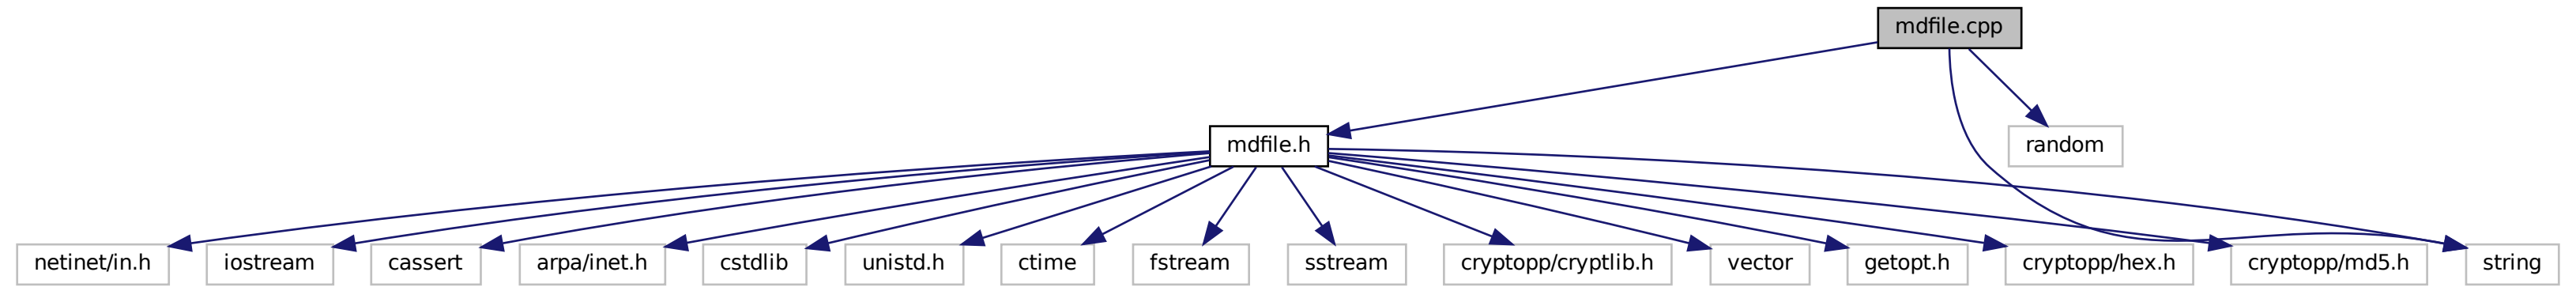 mdfile.cpp
mdfile.h
random
netinet/in.h
iostream
cassert
arpa/inet.h
cstdlib
unistd.h
ctime
fstream
sstream
cryptopp/cryptlib.h
vector
getopt.h
cryptopp/hex.h
cryptopp/md5.h
string